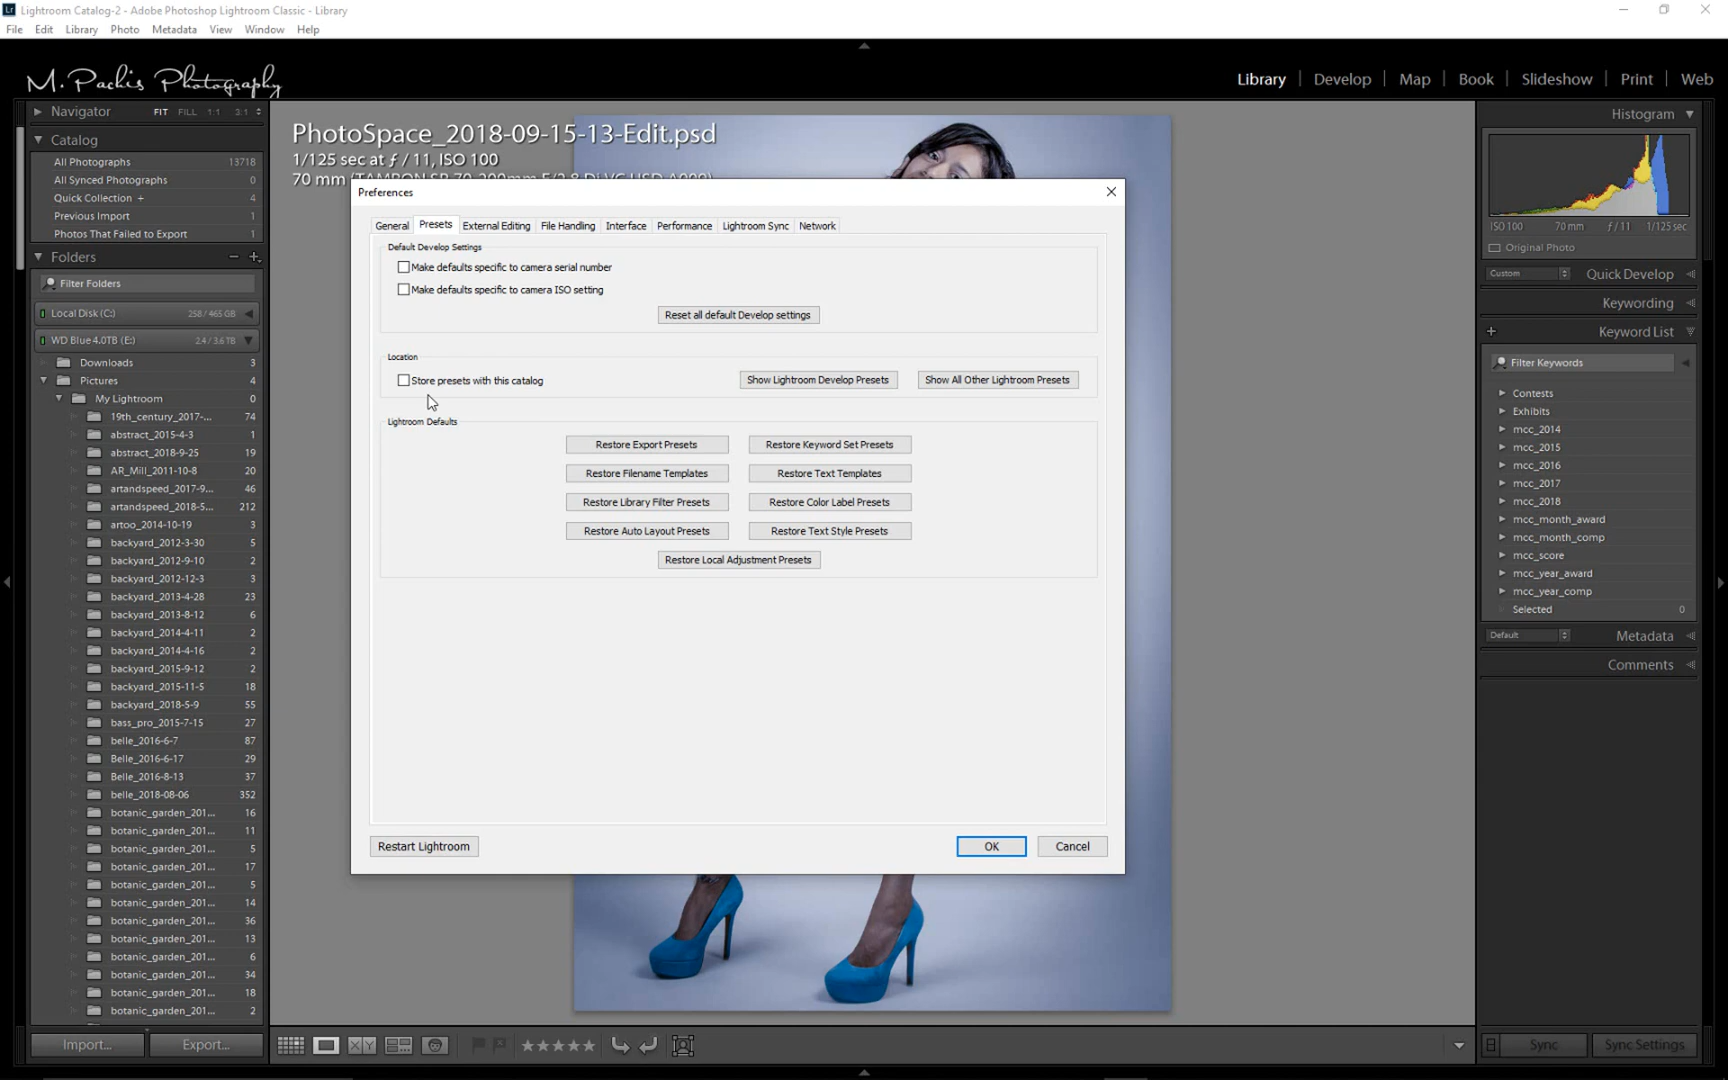 Lr Lightroom Catalog-2 - Adobe Photoshop Lightroom Classic - Library
File Edit Library Photo Metadata View Window Help
M. Pachis Photography
Library | Develop | Map | Book | Slideshow | Print | Web
Navigator FIT FILL 1:1 3:1
Catalog
All Photographs 13718
All Synced Photographs 0
Quick Collection + 4
Previous Import 1
Photos That Failed to Export 1
Folders
Filter Folders
Local Disk (C:) 258 / 465 GB
WD Blue 4.0TB (E:) 2.4 / 3.6 TB
Downloads 3
Pictures 4
My Lightroom 0
19th_century_2017-... 74
abstract_2015-4-3 1
abstract_2018-9-25 19
AR_Mill_2011-10-8 20
artandspeed_2017-9... 46
artandspeed_2018-5... 212
artoo_2014-10-19 3
backyard_2012-3-30 5
backyard_2012-9-10 2
backyard_2012-12-3 3
backyard_2013-4-28 23
backyard_2013-8-12 6
backyard_2014-4-11 2
backyard_2014-4-16 2
backyard_2015-9-12 2
backyard_2015-11-5 18
backyard_2018-5-9 55
bass_pro_2015-7-15 27
belle_2016-6-7 87
Belle_2016-6-17 29
Belle_2016-8-13 37
belle_2018-08-06 352
botanic_garden_201... 16
botanic_garden_201... 11
botanic_garden_201... 5
botanic_garden_201... 17
botanic_garden_201... 5
botanic_garden_201... 14
botanic_garden_201... 36
botanic_garden_201... 13
botanic_garden_201... 6
botanic_garden_201... 34
botanic_garden_201... 18
botanic_garden_201... 2
Import... Export...
PhotoSpace_2018-09-15-13-Edit.psd
1/125 sec at ƒ / 11, ISO 100
70 mm (TAMRON SP 70-200mm F/2.8 Di VC USD A009)
Preferences
General Presets External Editing File Handling Interface Performance Lightroom Sync Network
Default Develop Settings
Make defaults specific to camera serial number
Make defaults specific to camera ISO setting
Reset all default Develop settings
Location
Store presets with this catalog Show Lightroom Develop Presets Show All Other Lightroom Presets
Lightroom Defaults
Restore Export Presets Restore Keyword Set Presets
Restore Filename Templates Restore Text Templates
Restore Library Filter Presets Restore Color Label Presets
Restore Auto Layout Presets Restore Text Style Presets
Restore Local Adjustment Presets
Restart Lightroom OK Cancel
Histogram
ISO 100 70 mm ƒ / 11 1/125 sec
Original Photo
Custom Quick Develop
Keywording
+ Keyword List
Filter Keywords
Contests
Exhibits
mcc_2014
mcc_2015
mcc_2016
mcc_2017
mcc_2018
mcc_month_award
mcc_month_comp
mcc_score
mcc_year_award
mcc_year_comp
Selected 0
Default Metadata
Comments
XY
Sync Sync Settings